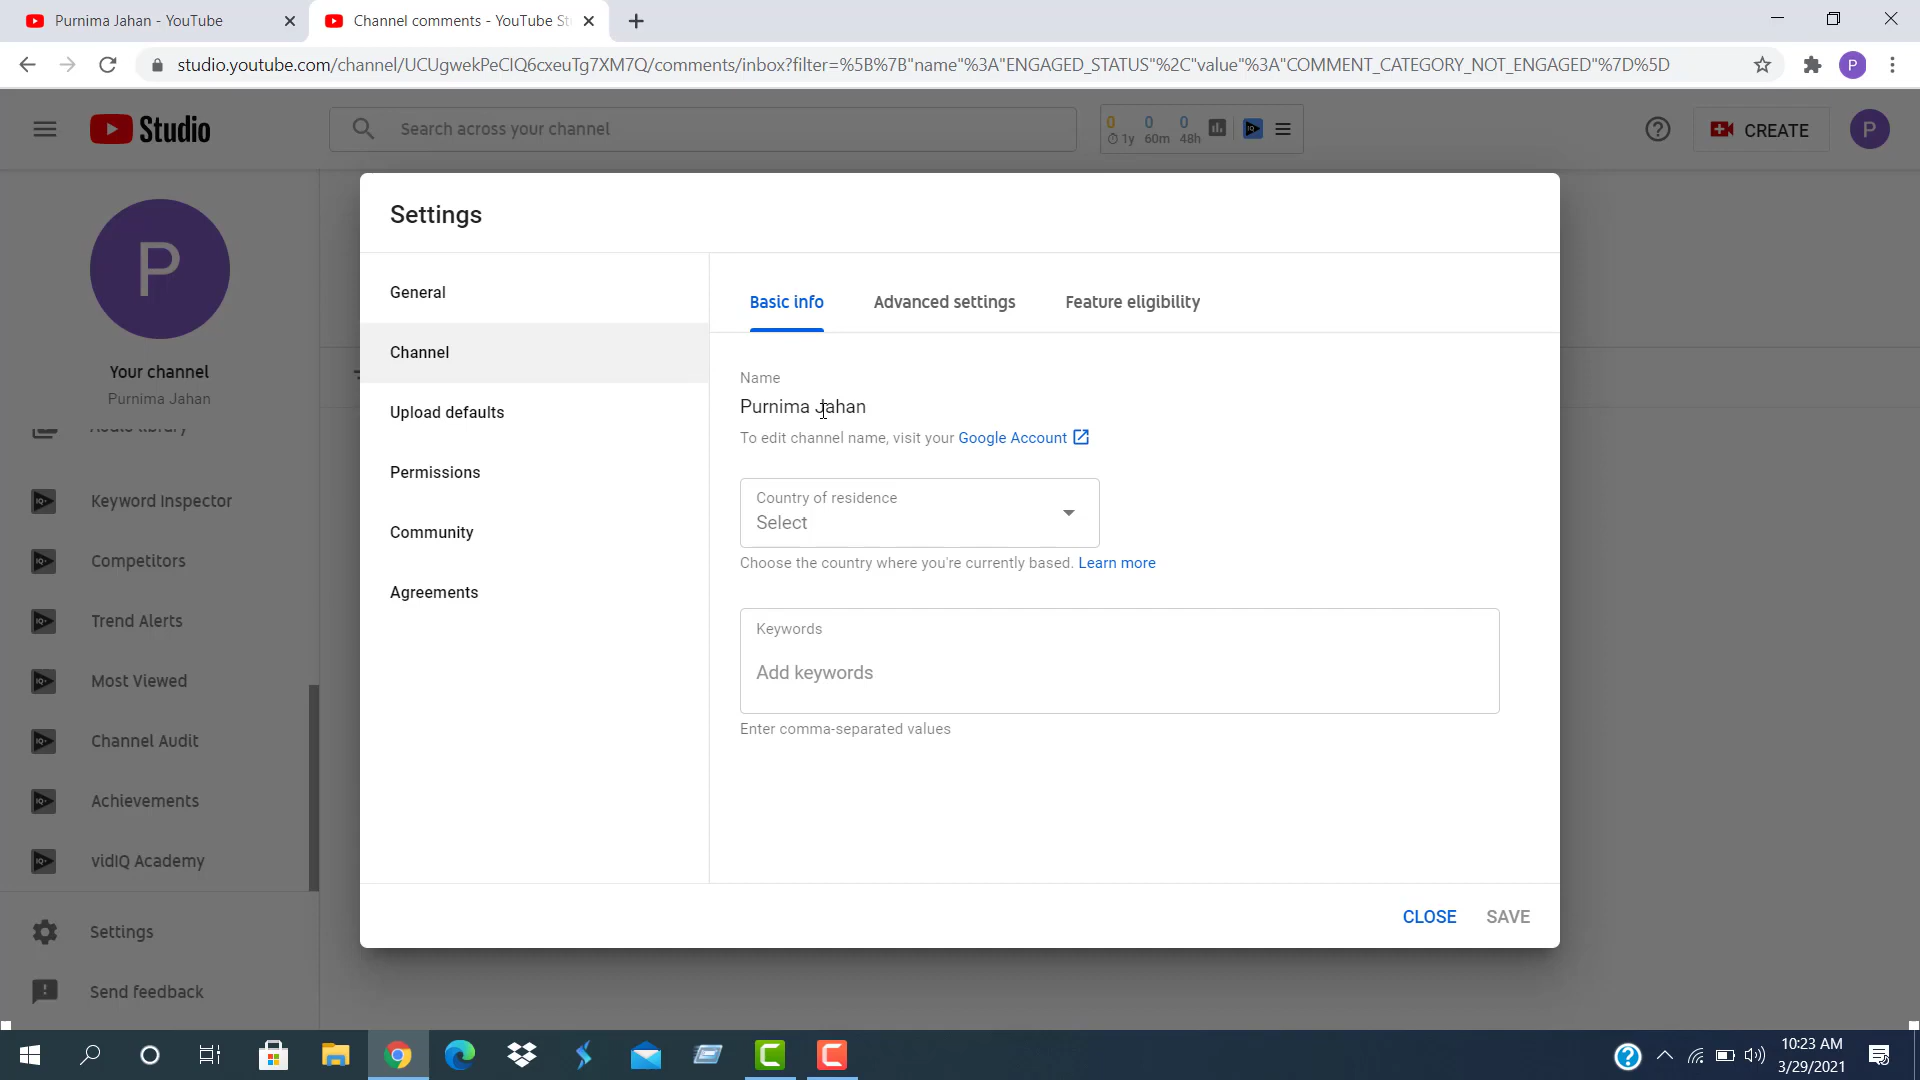 Purnima Jahan - YouTube
Channel comments - YouTube St
studio.youtube.com/channel/UCUgwekPeCIQ6cxeuTg7XM7Q/comments/inbox?filter=%5B%7B"name"%3A"ENGAGED_STATUS"%2C"value"%3A"COMMENT_CATEGORY_NOT_ENGAGED"%7D%5D
P
Studio
Search across your channel
0 0 0
1y 60m 48h
CREATE
P
P
Your channel
Purnima Jahan
Audio library
Keyword Inspector
Competitors
Trend Alerts
Most Viewed
Channel Audit
Achievements
vidIQ Academy
Settings
Send feedback
Settings
General
Channel
Upload defaults
Permissions
Community
Agreements
Basic info
Advanced settings
Feature eligibility
Name
Purnima Jahan
To edit channel name, visit your Google Account
Country of residence
Select
Choose the country where you're currently based. Learn more
Keywords
Add keywords
Enter comma-separated values
CLOSE
SAVE
10:23 AM
3/29/2021